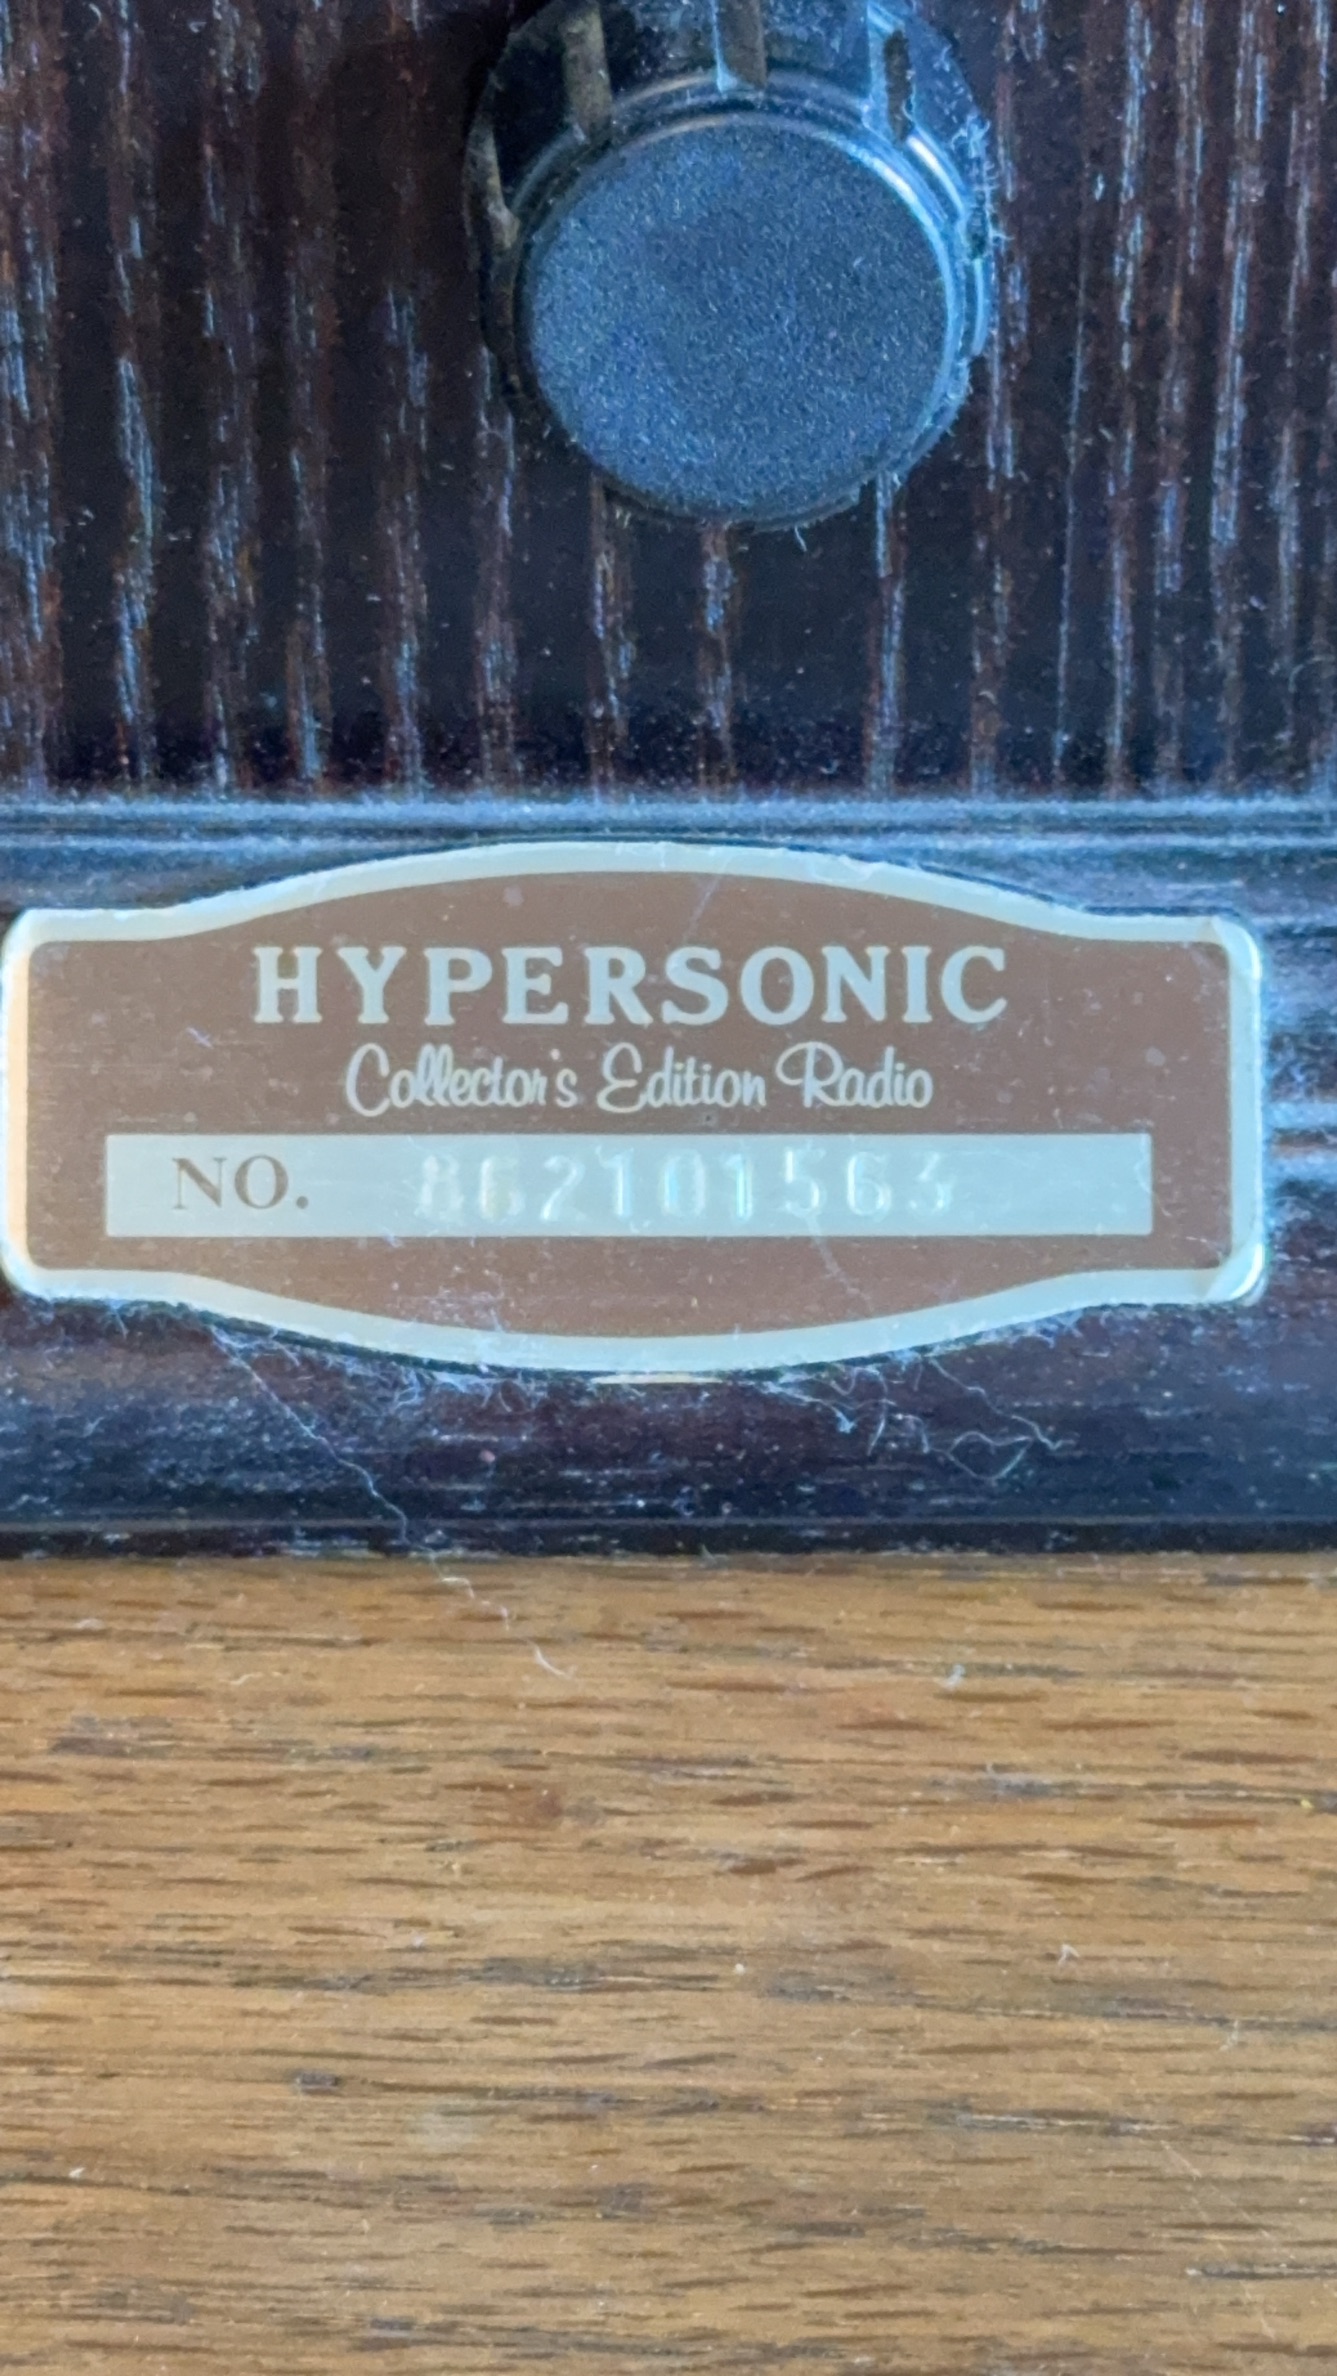 HYPERSONIC
Collector's Edition Radio
NO. 862101563